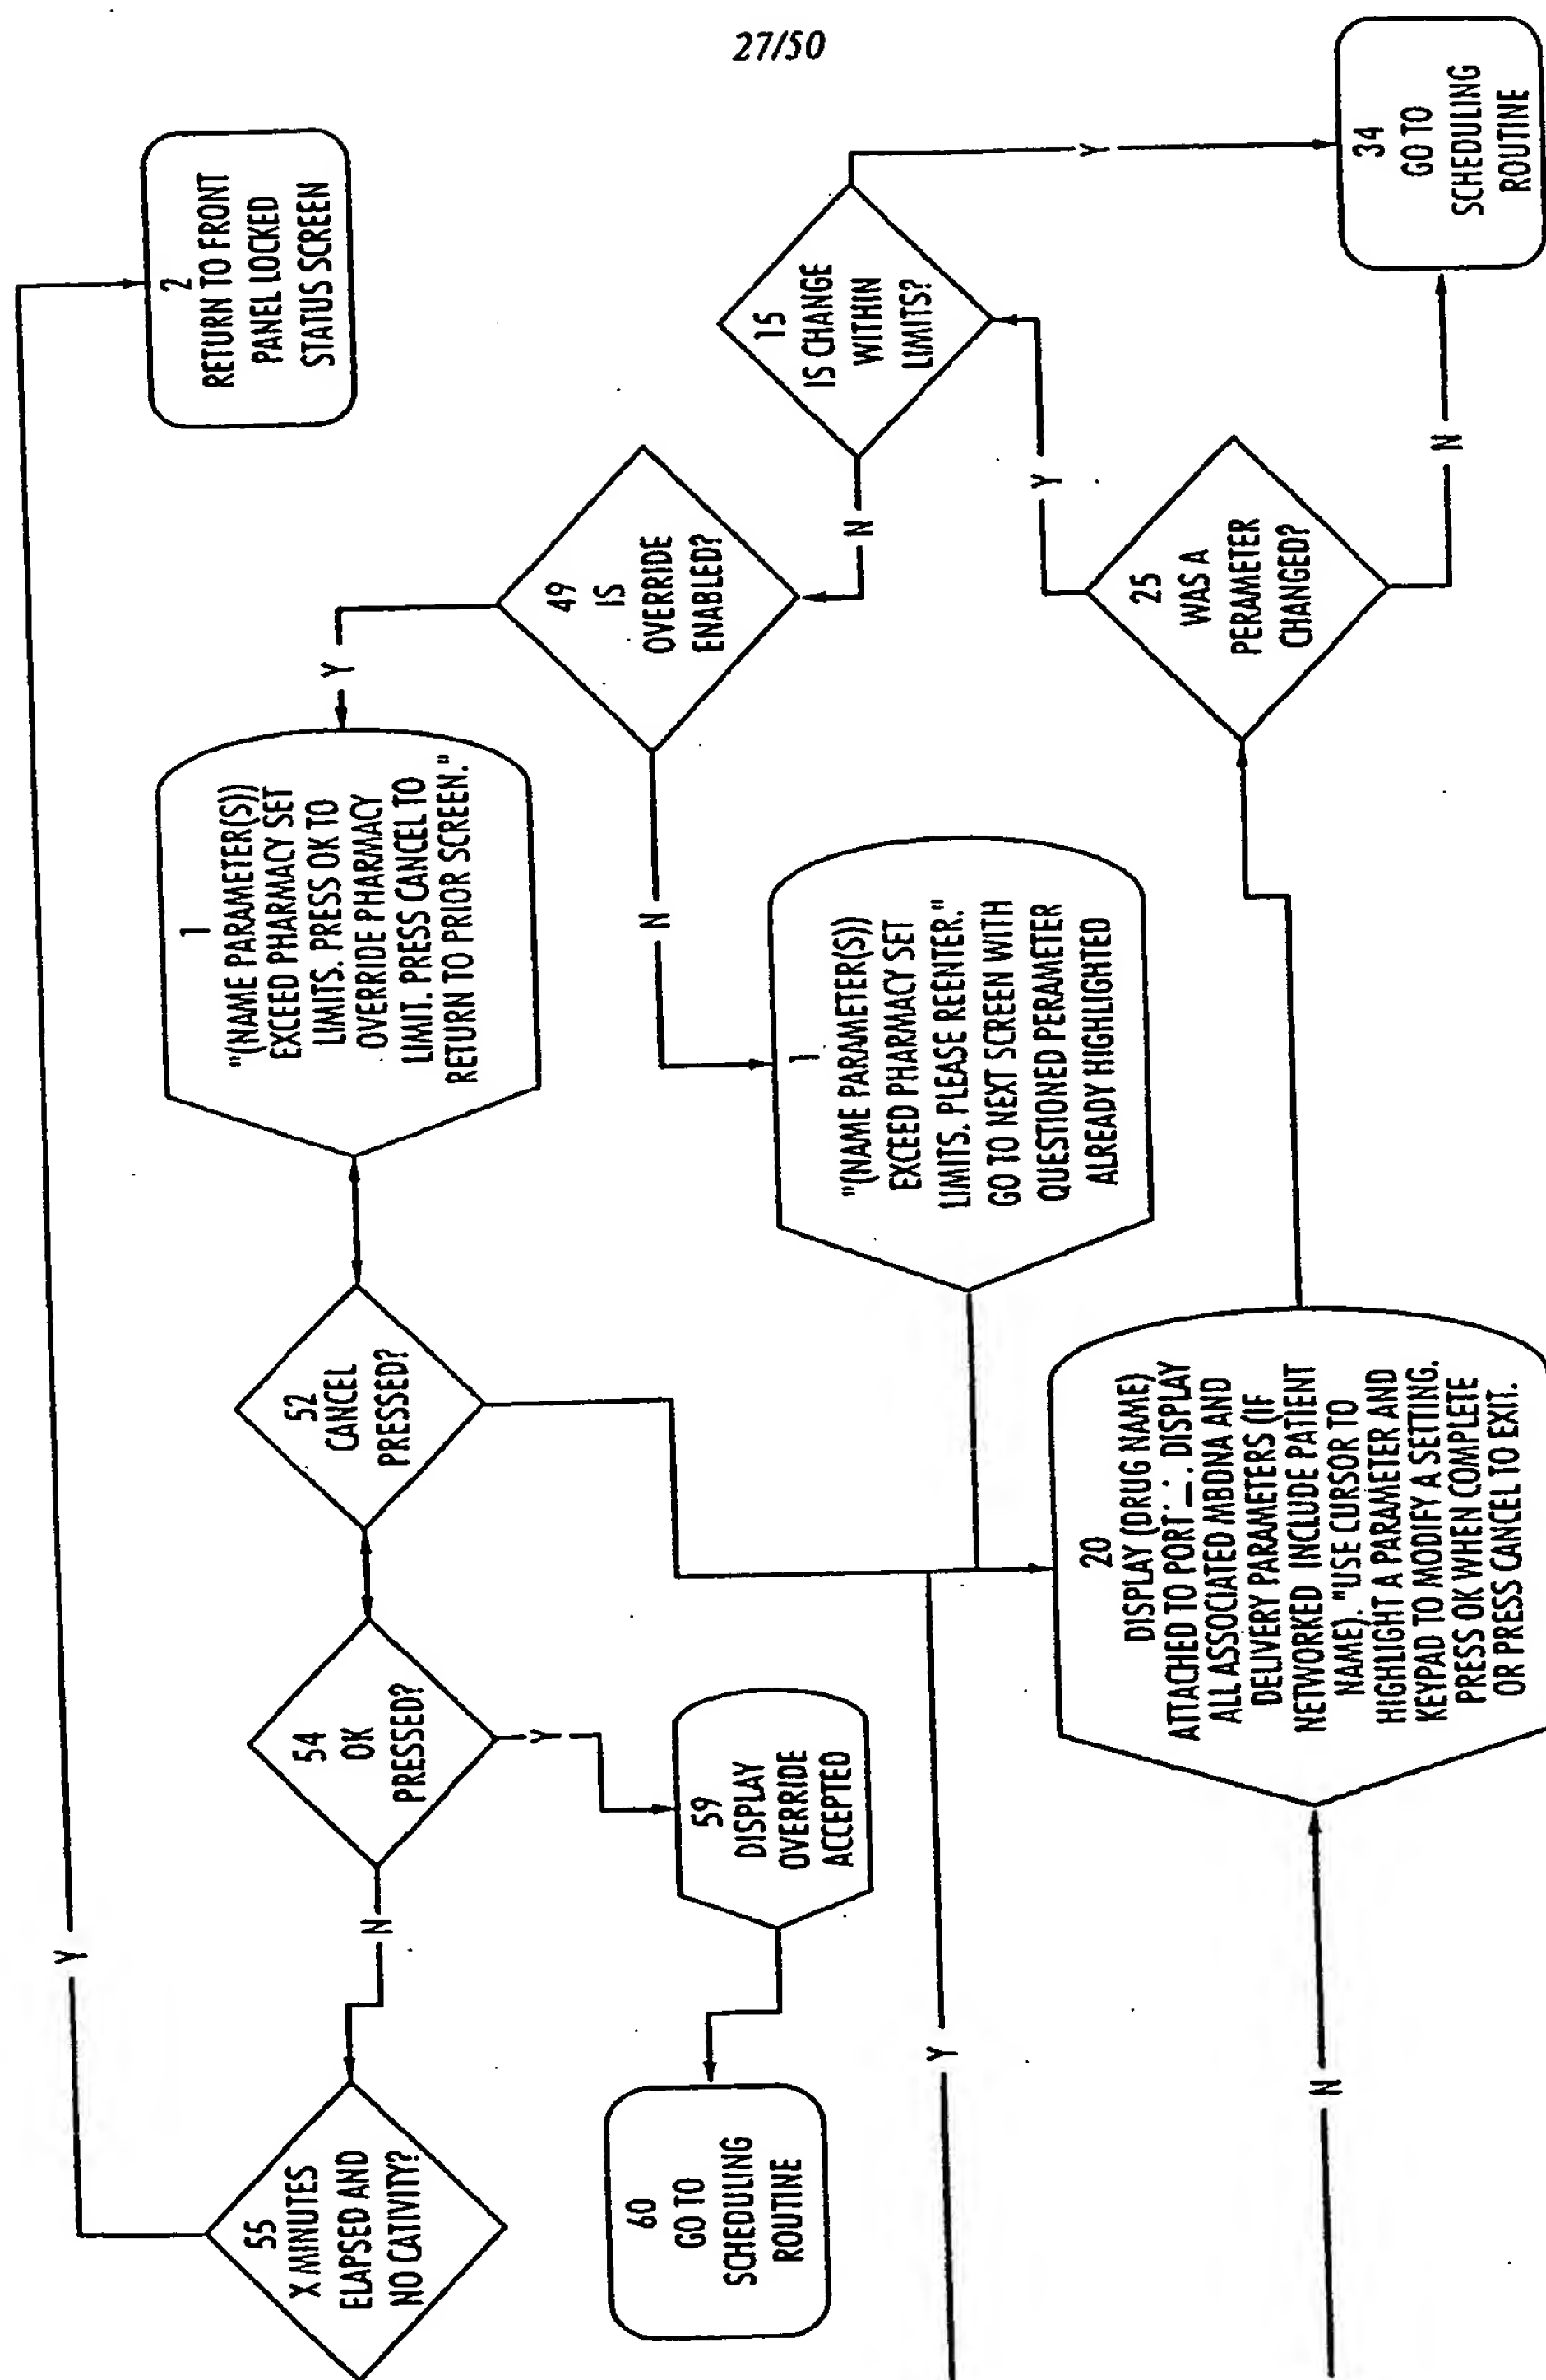 27/50
2
RETURN TO FRONT
PANEL LOCKED
STATUS SCREEN
Y
1
"(NAME PARAMETER(S))
EXCEED PHARMACY SET
LIMITS. PRESS OK TO
OVERRIDE PHARMACY
LIMIT. PRESS CANCEL TO
RETURN TO PRIOR SCREEN."
Y
52
CANCEL
PRESSED?
54
OK
PRESSED?
N
Y
55
X MINUTES
ELAPSED AND
NO CATIVITY?
59
DISPLAY
OVERRIDE
ACCEPTED
60
GO TO
SCHEDULING
ROUTINE
49
IS
OVERRIDE
ENABLED?
N
N
15
IS CHANGE
WITHIN
LIMITS?
Y
1
"(NAME PARAMETER(S))
EXCEED PHARMACY SET
LIMITS. PLEASE REENTER."
GO TO NEXT SCREEN WITH
QUESTIONED PERAMETER
ALREADY HIGHLIGHTED
Y
25
WAS A
PERAMETER
CHANGED?
Y
N
34
GO TO
SCHEDULING
ROUTINE
20
DISPLAY (DRUG NAME)
ATTACHED TO PORT _. DISPLAY
ALL ASSOCIATED MBDNA AND
DELIVERY PARAMETERS (IF
NETWORKED INCLUDE PATIENT
NAME). "USE CURSOR TO
HIGHLIGHT A PARAMETER AND
KEYPAD TO MODIFY A SETTING.
PRESS OK WHEN COMPLETE
OR PRESS CANCEL TO EXIT.
N